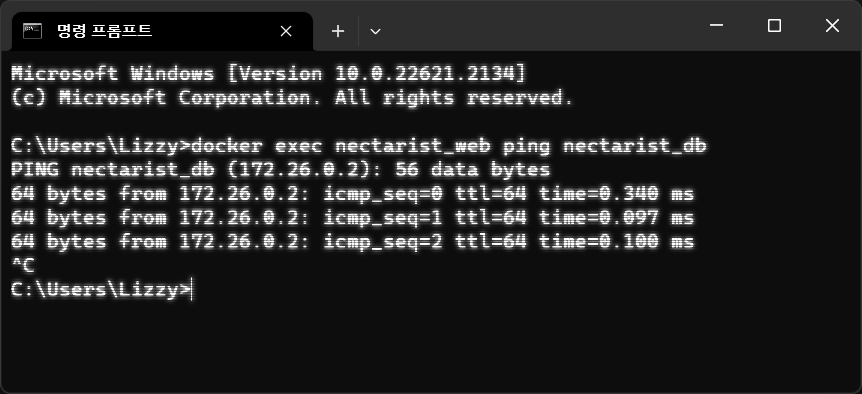 명령 프롬프트
Microsoft Windows [Version 10.0.22621.2134]
(c) Microsoft Corporation. All rights reserved.
C:\Users\Lizzy>docker exec nectarist_web ping nectarist_db
PING nectarist_db (172.26.0.2): 56 data bytes
64 bytes from 172.26.0.2: icmp_seq=0 ttl=64 time=0.340 ms
64 bytes from 172.26.0.2: icmp_seq=1 ttl=64 time=0.097 ms
64 bytes from 172.26.0.2: icmp_seq=2 ttl=64 time=0.100 ms
^C
C:\Users\Lizzy>